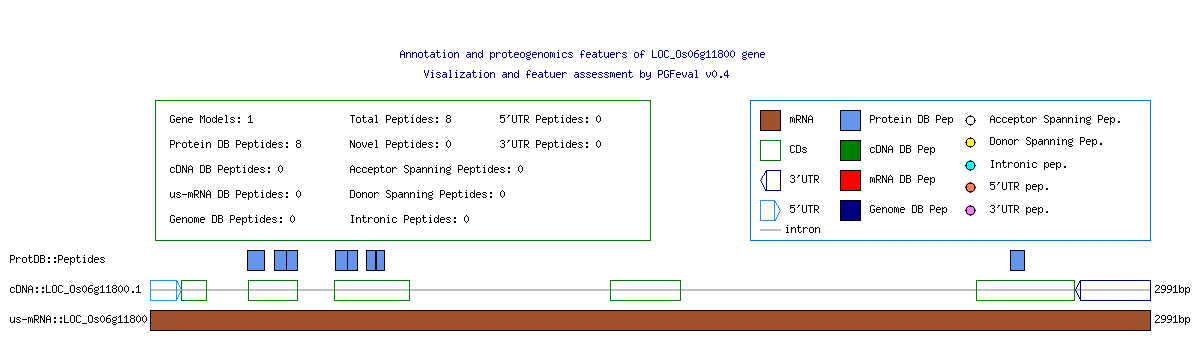 Annotation and proteogenomics featuers of LOC_Os06g11800 gene
Visalization and featuer assessment by PGFeval v0.4
Gene Models: 1 Total Peptides: 8 5'UTR Peptides: 0
Protein DB Peptides: 8 Novel Peptides: 0 3'UTR Peptides: 0
cDNA DB Peptides: 0 Acceptor Spanning Peptides: 0
us-mRNA DB Peptides: 0 Donor Spanning Peptides: 0
Genome DB Peptides: 0 Intronic Peptides: 0
mRNA Protein DB Pep Acceptor Spanning Pep.
CDs cDNA DB Pep Donor Spanning Pep.
3'UTR mRNA DB Pep Intronic pep.
5'UTR Genome DB Pep 5'UTR pep.
3'UTR pep.
intron
ProtDB::Peptides
cDNA::LOC_Os06g11800.1 2991bp
us-mRNA::LOC_Os06g11800 2991bp